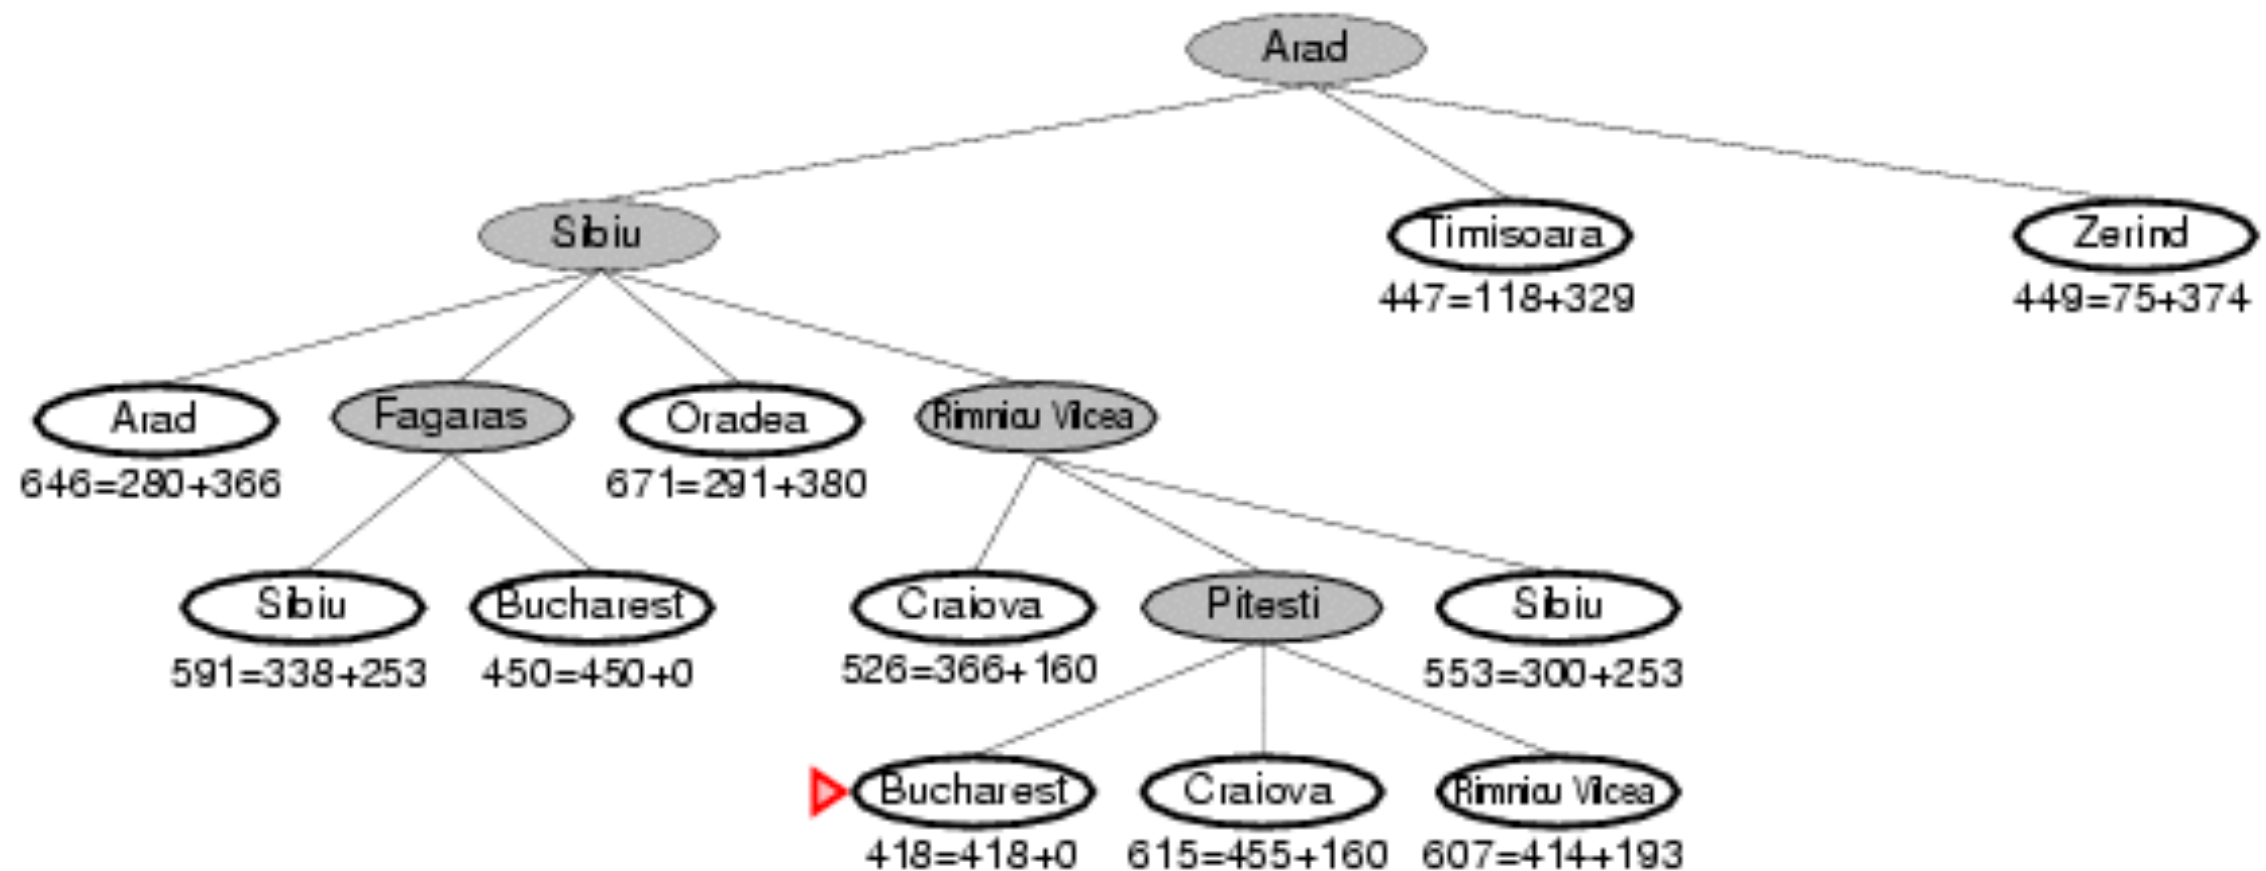 Arad
Sibiu
Timisoara
Zerind
447=118+329
449=75+374
Arad
Fagaras
Oradea
Rimnicu Vilcea
646=280+366
671=291+380
Sibiu
Bucharest
Craiova
Pitesti
Sibiu
591=338+253
450=450+0
526=366+160
553=300+253
Bucharest
Craiova
Rimnicu Vilcea
418=418+0
615=455+160
607=414+193